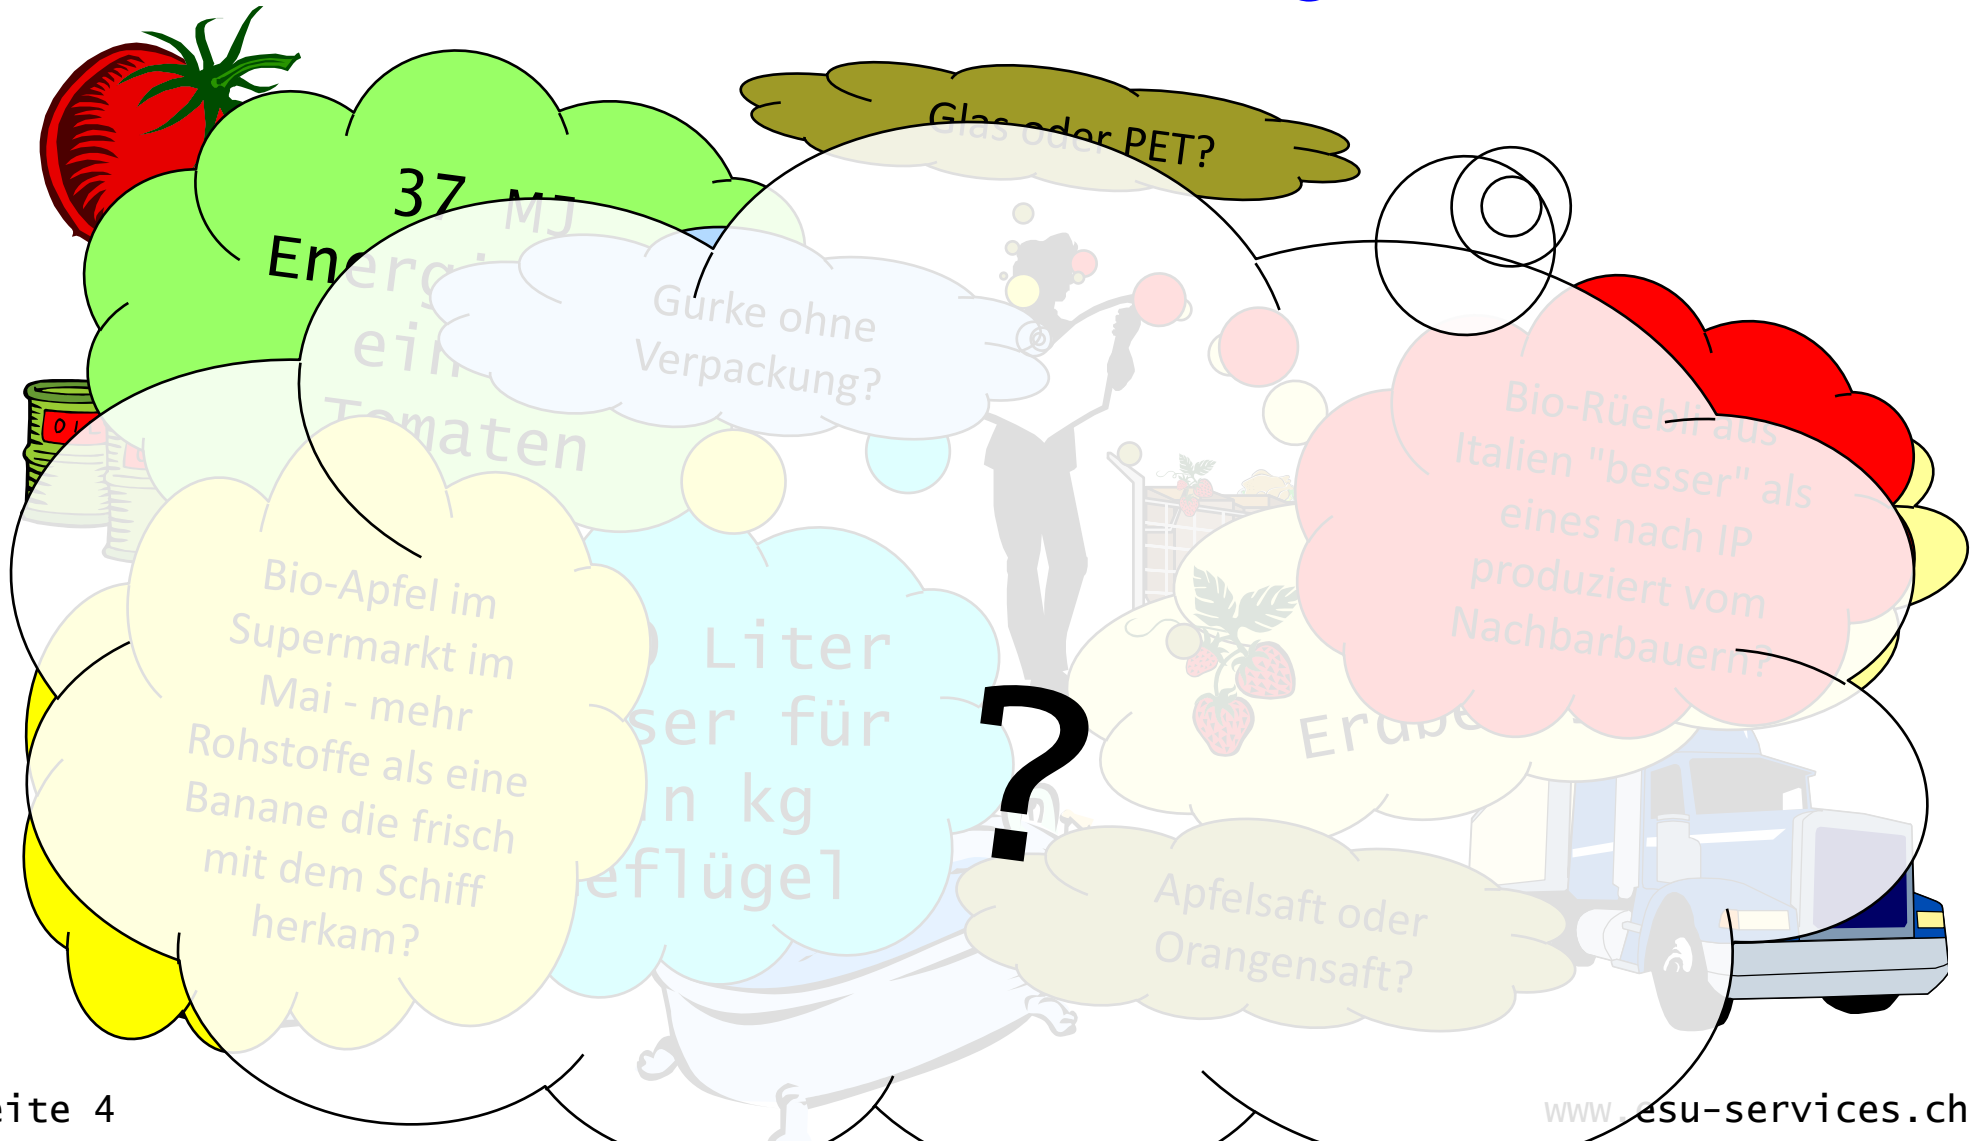 Glas oder PET?
37 MJ
Energie
ein
Tomaten
Gurke ohne
Verpackung?
Bio-Rüebli aus
Italien "besser" als
eines nach IP
produziert vom
Nachbarbauern?
Bio-Apfel im
Supermarkt im
Mai - mehr
Rohstoffe als eine
Banane die frisch
mit dem Schiff
herkam?
Liter
für
kg
?
Apfelsaft oder
Orangensaft?
eite 4
www.esu-services.ch